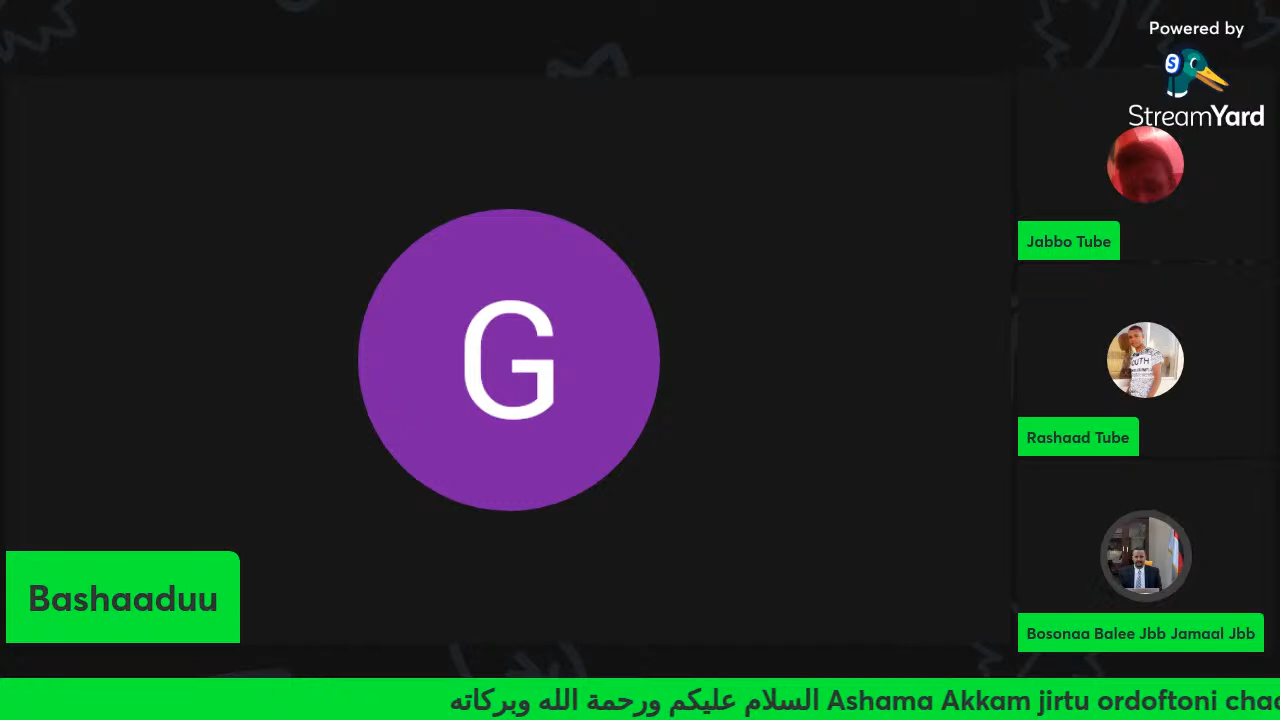 Powered by
StreamYard
Jabbo Tube
G
Rashaad Tube
Bashaaduu
Bosonaa Balee Jbb Jamaal Jbb
السلام عليكم ورحمة الله وبركاته Ashama Akkam jirtu ordoftoni